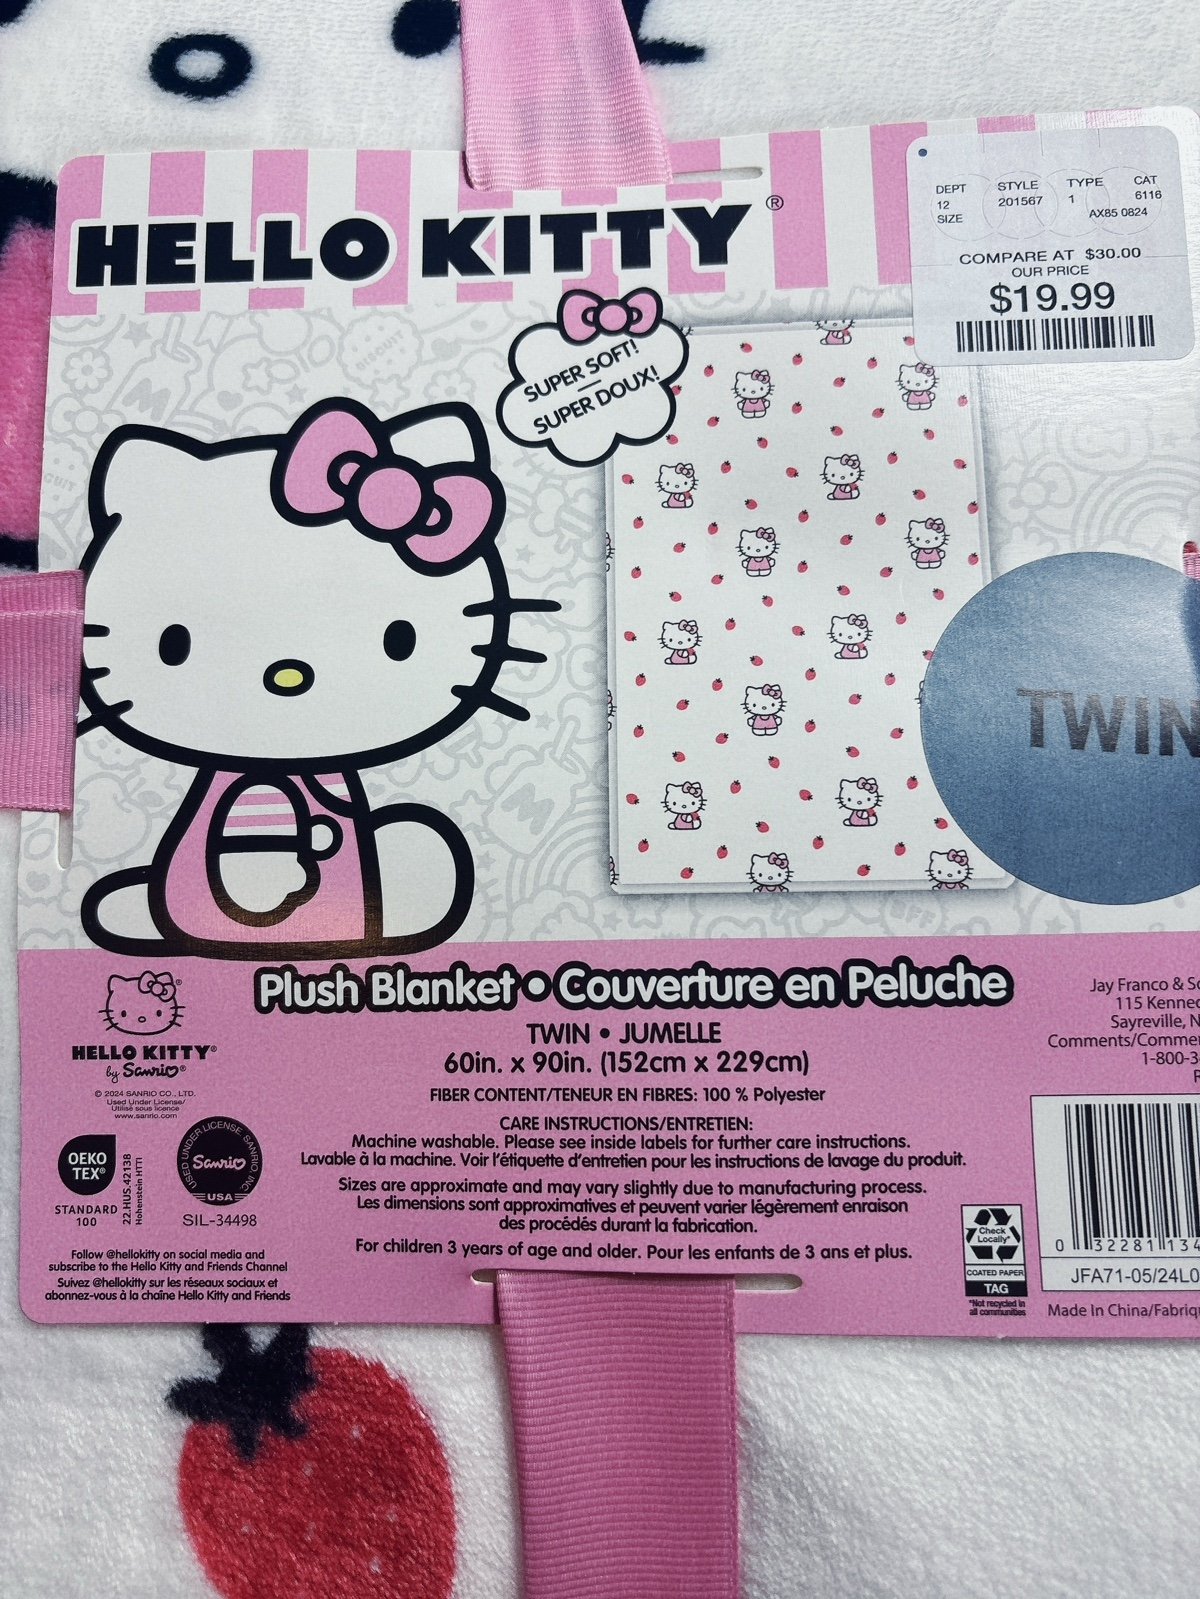 HELLO KITTY®
DEPT STYLE TYPE CAT
12 201567 1 6116
SIZE AX85 0824
COMPARE AT $30.00
OUR PRICE
$19.99
SUPER SOFT!
SUPER DOUX!
TWIN
Plush Blanket • Couverture en Peluche
TWIN • JUMELLE
60in. x 90in. (152cm x 229cm)
FIBER CONTENT/TENEUR EN FIBRES: 100 % Polyester
CARE INSTRUCTIONS/ENTRETIEN:
Machine washable. Please see inside labels for further care instructions.
Lavable à la machine. Voir l'étiquette d'entretien pour les instructions de lavage du produit.
Sizes are approximate and may vary slightly due to manufacturing process.
Les dimensions sont approximatives et peuvent varier légèrement enraison
des procédés durant la fabrication.
For children 3 years of age and older. Pour les enfants de 3 ans et plus.
HELLO KITTY®
by Sanrio®
© 2024 SANRIO CO., LTD.
Used Under License/
Utilisé sous licence
www.sanrio.com
OEKO
TEX®
STANDARD
100
22.HUS.42138
Hohenstein HTTI
USED UNDER LICENSE SANRIO, INC.
Sanrio
USA
SIL-34498
Follow @hellokitty on social media and
subscribe to the Hello Kitty and Friends Channel
Suivez @hellokitty sur les réseaux sociaux et
abonnez-vous à la chaîne Hello Kitty and Friends
Jay Franco & So
115 Kenned
Sayreville, N
Comments/Commen
1-800-3
Check
Locally*
COATED PAPER
TAG
*Not recycled in
all communities
0 32281 134
JFA71-05/24L0
Made In China/Fabriqu